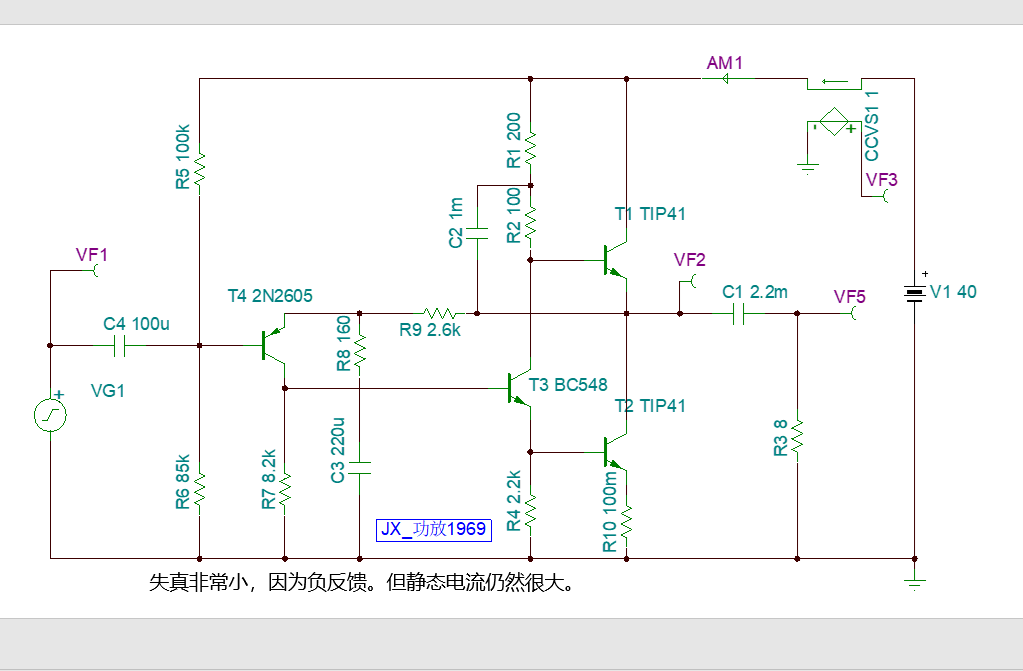 AM1
CCVS1 1
VF3
R5 100k
R1 200
C2 1m
R2 100
T1 TIP41
VF1
VF2
V1 40
+
T4 2N2605
C1 2.2m
VF5
C4 100u
R8 160
R9 2.6k
VG1
+
T3 BC548
T2 TIP41
R3 8
C3 220u
R6 85k
R7 8.2k
R4 2.2k
R10 100m
JX_功放1969
失真非常小，因为负反馈。但静态电流仍然很大。